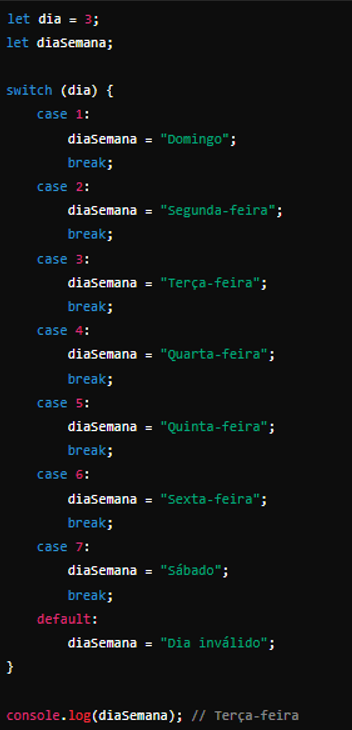 let dia = 3;
let diaSemana;
switch (dia) {
case 1:
diaSemana = "Domingo";
break;
case 2:
diaSemana = "Segunda-feira";
break;
case 3:
diaSemana = "Terça-feira";
break;
case 4:
diaSemana = "Quarta-feira";
break;
case 5:
diaSemana = "Quinta-feira";
break;
case 6:
diaSemana = "Sexta-feira";
break;
case 7:
diaSemana = "Sábado";
break;
default:
diaSemana = "Dia inválido";
}
console.log(diaSemana); // Terça-feira